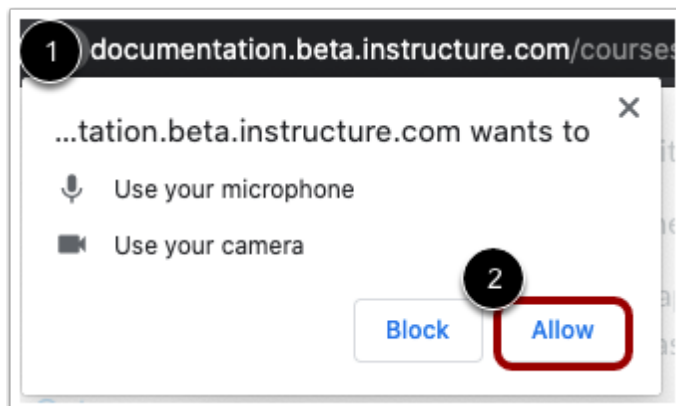 1 documentation.beta.instructure.com/courses
...tation.beta.instructure.com wants to
Use your microphone
Use your camera
2
Block Allow